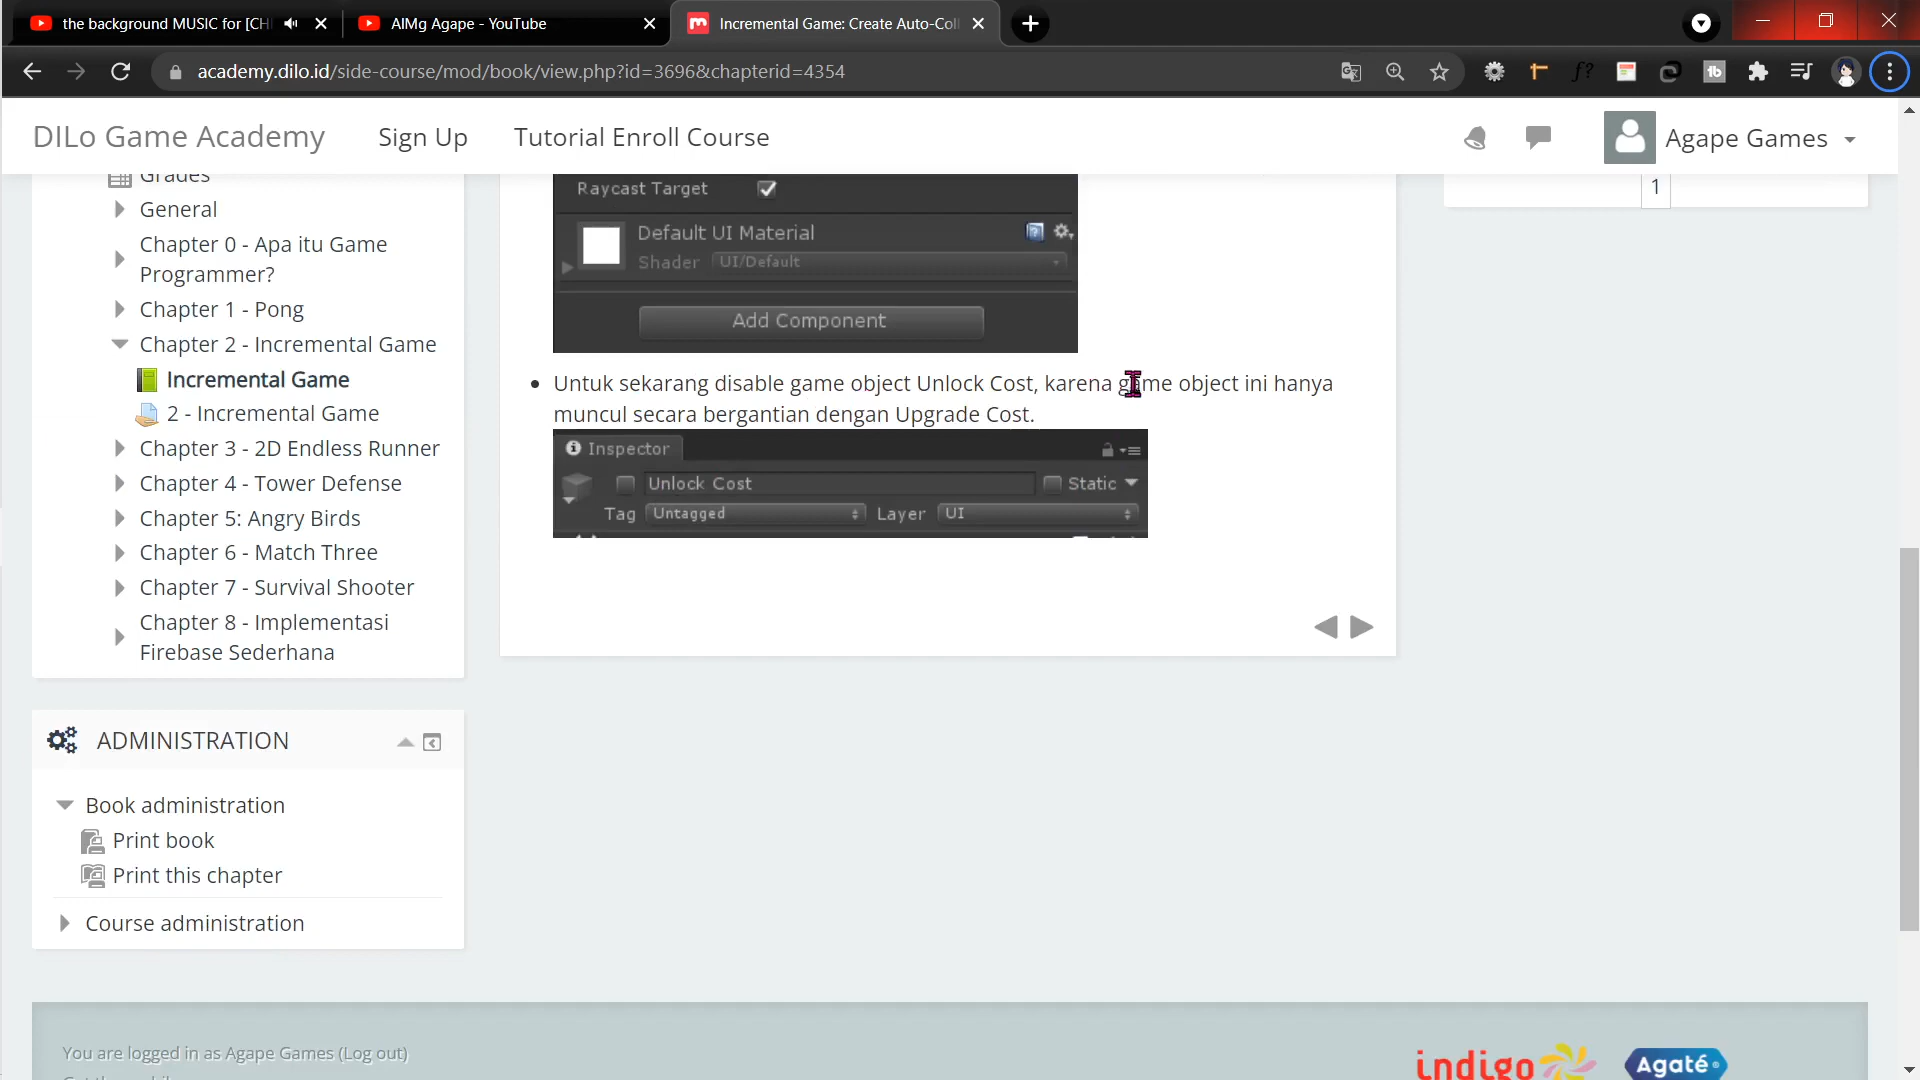 the background MUSIC for [CH
AIMg Agape - YouTube
Incremental Game: Create Auto-Col
academy.dilo.id/side-course/mod/book/view.php?id=3696&chapterid=4354
DILo Game Academy
Sign Up
Tutorial Enroll Course
Agape Games
Grades
General
Chapter 0 - Apa itu Game
Programmer?
Chapter 1 - Pong
Chapter 2 - Incremental Game
Incremental Game
2 - Incremental Game
Chapter 3 - 2D Endless Runner
Chapter 4 - Tower Defense
Chapter 5: Angry Birds
Chapter 6 - Match Three
Chapter 7 - Survival Shooter
Chapter 8 - Implementasi
Firebase Sederhana
ADMINISTRATION
Book administration
Print book
Print this chapter
Course administration
Raycast Target
Default UI Material
Shader UI/Default
Add Component
Untuk sekarang disable game object Unlock Cost, karena game object ini hanya
muncul secara bergantian dengan Upgrade Cost.
Inspector
Unlock Cost
Static
Tag Untagged Layer UI
1
You are logged in as Agape Games (Log out)
indigo
Agaté